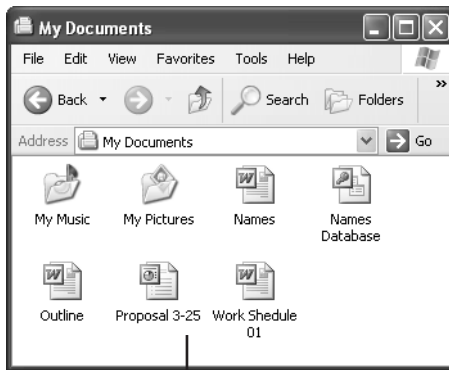 My Documents
File Edit View Favorites Tools Help
Back Search Folders »
Address My Documents Go
My Music My Pictures Names Names
Database
Outline Proposal 3-25 Work Shedule
01